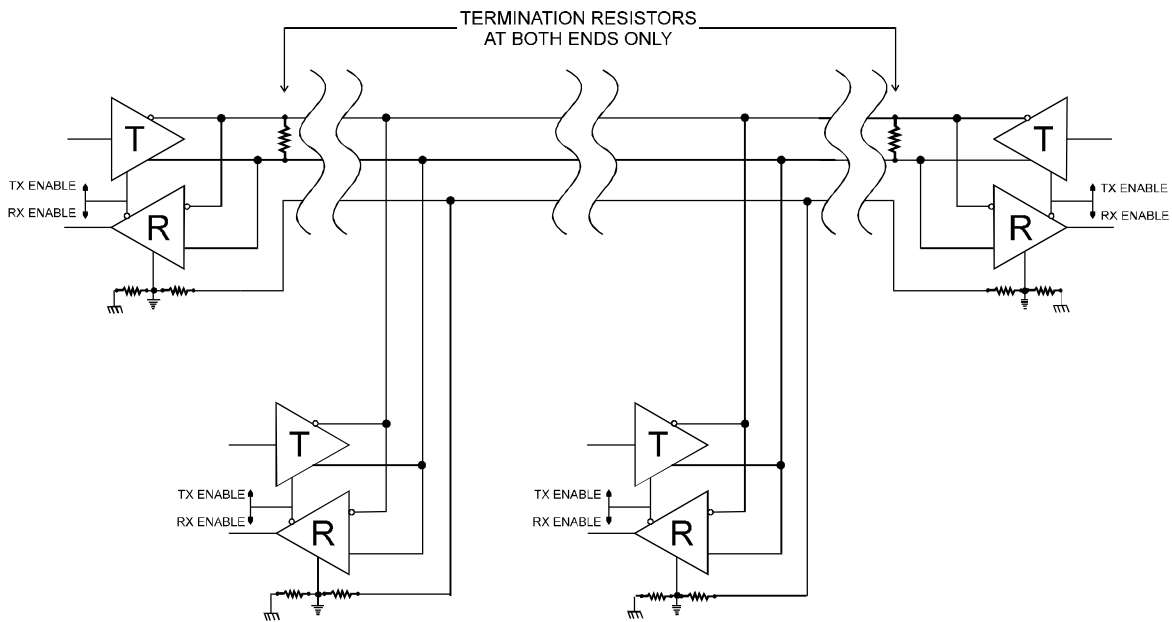 TERMINATION RESISTORS
AT BOTH ENDS ONLY
T
T
TX ENABLE
RX ENABLE
R
TX ENABLE
RX ENABLE
R
T
T
TX ENABLE
RX ENABLE
R
TX ENABLE
RX ENABLE
R